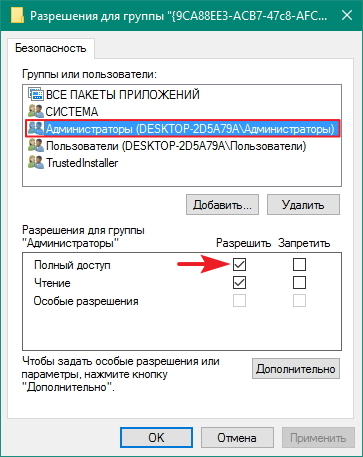 Разрешения для группы "{9CA88EE3-ACB7-47c8-AFC...
Безопасность
Группы или пользователи:
ВСЕ ПАКЕТЫ ПРИЛОЖЕНИЙ
СИСТЕМА
Администраторы (DESKTOP-2D5A79A\Администраторы)
Пользователи (DESKTOP-2D5A79A\Пользователи)
TrustedInstaller
Добавить... Удалить
Разрешения для группы
"Администраторы" Разрешить Запретить
Полный доступ
Чтение
Особые разрешения
Чтобы задать особые разрешения или
параметры, нажмите кнопку
"Дополнительно". Дополнительно
OK Отмена Применить